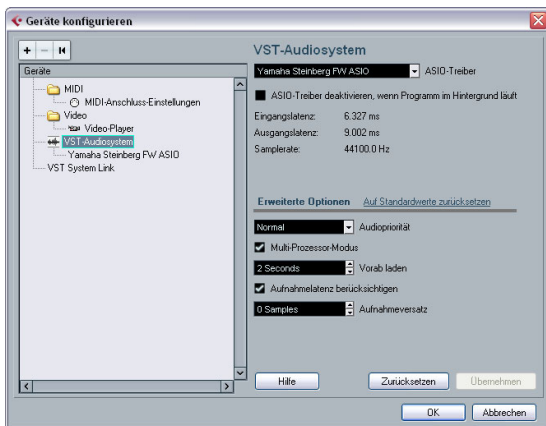 Geräte konfigurieren
Geräte
MIDI
MIDI-Anschluss-Einstellungen
Video
Video-Player
VST-Audiosystem
Yamaha Steinberg FW ASIO
VST System Link
VST-Audiosystem
Yamaha Steinberg FW ASIO ASIO-Treiber
ASIO-Treiber deaktivieren, wenn Programm im Hintergrund läuft
Eingangslatenz: 6.327 ms
Ausgangslatenz: 9.002 ms
Samplerate: 44100.0 Hz
Erweiterte Optionen Auf Standardwerte zurücksetzen
Normal Audiopriorität
Multi-Prozessor-Modus
2 Seconds Vorab laden
Aufnahmelatenz berücksichtigen
0 Samples Aufnahmeversatz
Hilfe Zurücksetzen Übernehmen
OK Abbrechen